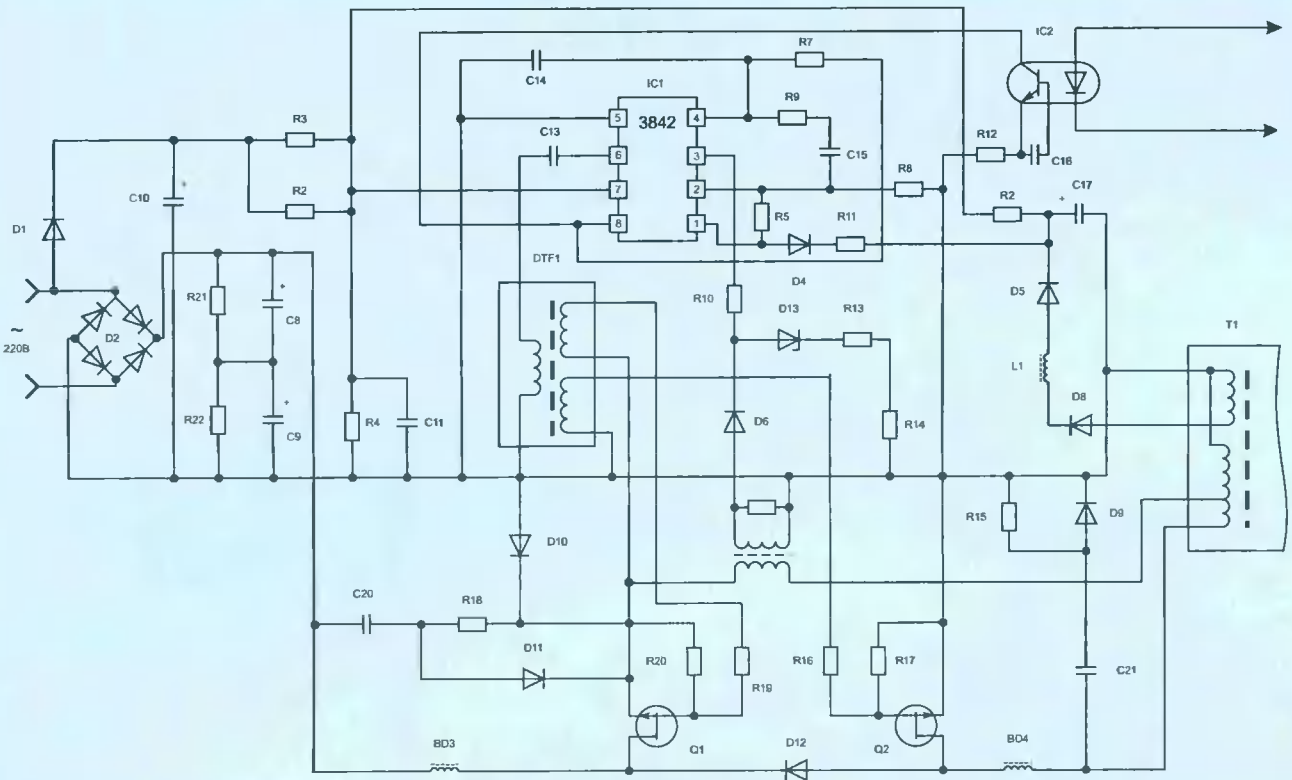 IC2
R7
C14
IC1
R9
5
4
3842
R3
C13
R12
6
3
C15
C16
R8
C10
7
2
R2
R2
C17
+
R5
R11
8
1
D1
DTF1
D4
R10
D5
R21
+
C8
D13
R13
T1
D2
~
220В
L1
+
D8
R22
C9
R4
C11
D6
R14
R15
D9
D10
C20
R18
D11
R20
R19
R16
R17
C21
BD3
Q1
D12
Q2
BD4